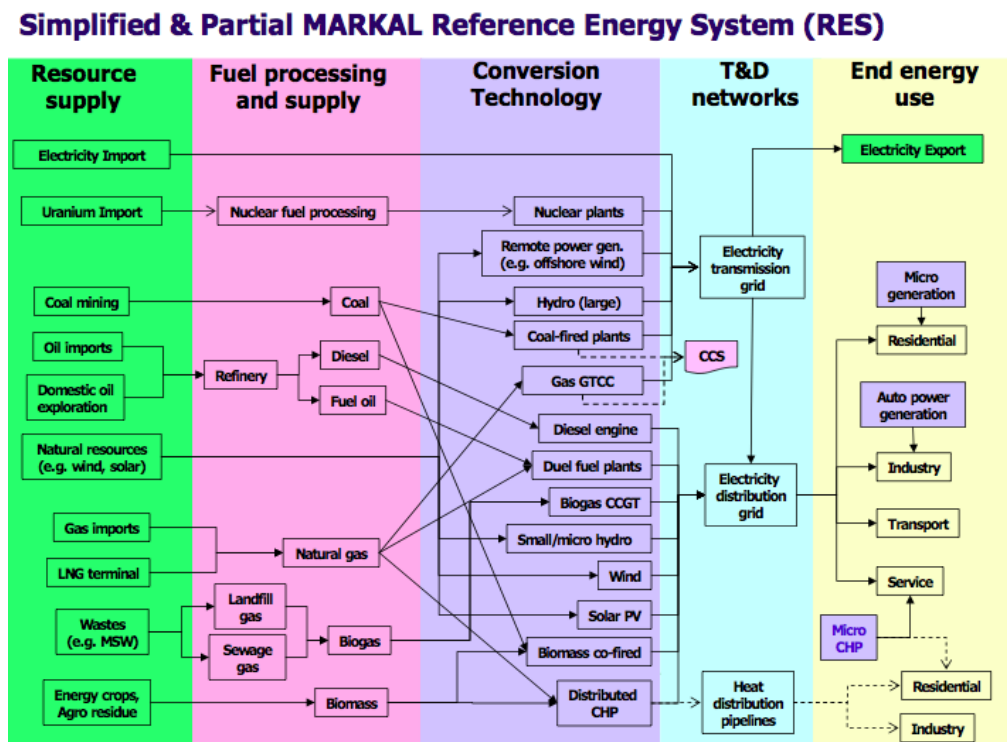 Simplified & Partial MARKAL Reference Energy System (RES)
Resource
supply
Fuel processing
and supply
Conversion
Technology
T&D
networks
End energy
use
Electricity Import
Electricity Export
Uranium Import
Nuclear fuel processing
Nuclear plants
Remote power gen.
(e.g. offshore wind)
Electricity
transmission
grid
Micro
generation
Coal mining
Coal
Hydro (large)
Coal-fired plants
Residential
Oil imports
Diesel
CCS
Refinery
Gas GTCC
Domestic oil
exploration
Fuel oil
Auto power
generation
Diesel engine
Natural resources
(e.g. wind, solar)
Duel fuel plants
Industry
Electricity
distribution
grid
Biogas CCGT
Gas imports
Transport
Natural gas
Small/micro hydro
LNG terminal
Wind
Service
Landfill
gas
Solar PV
Wastes
(e.g. MSW)
Biogas
Micro
CHP
Sewage
gas
Biomass co-fired
Energy crops,
Agro residue
Biomass
Distributed
CHP
Heat
distribution
pipelines
Residential
Industry